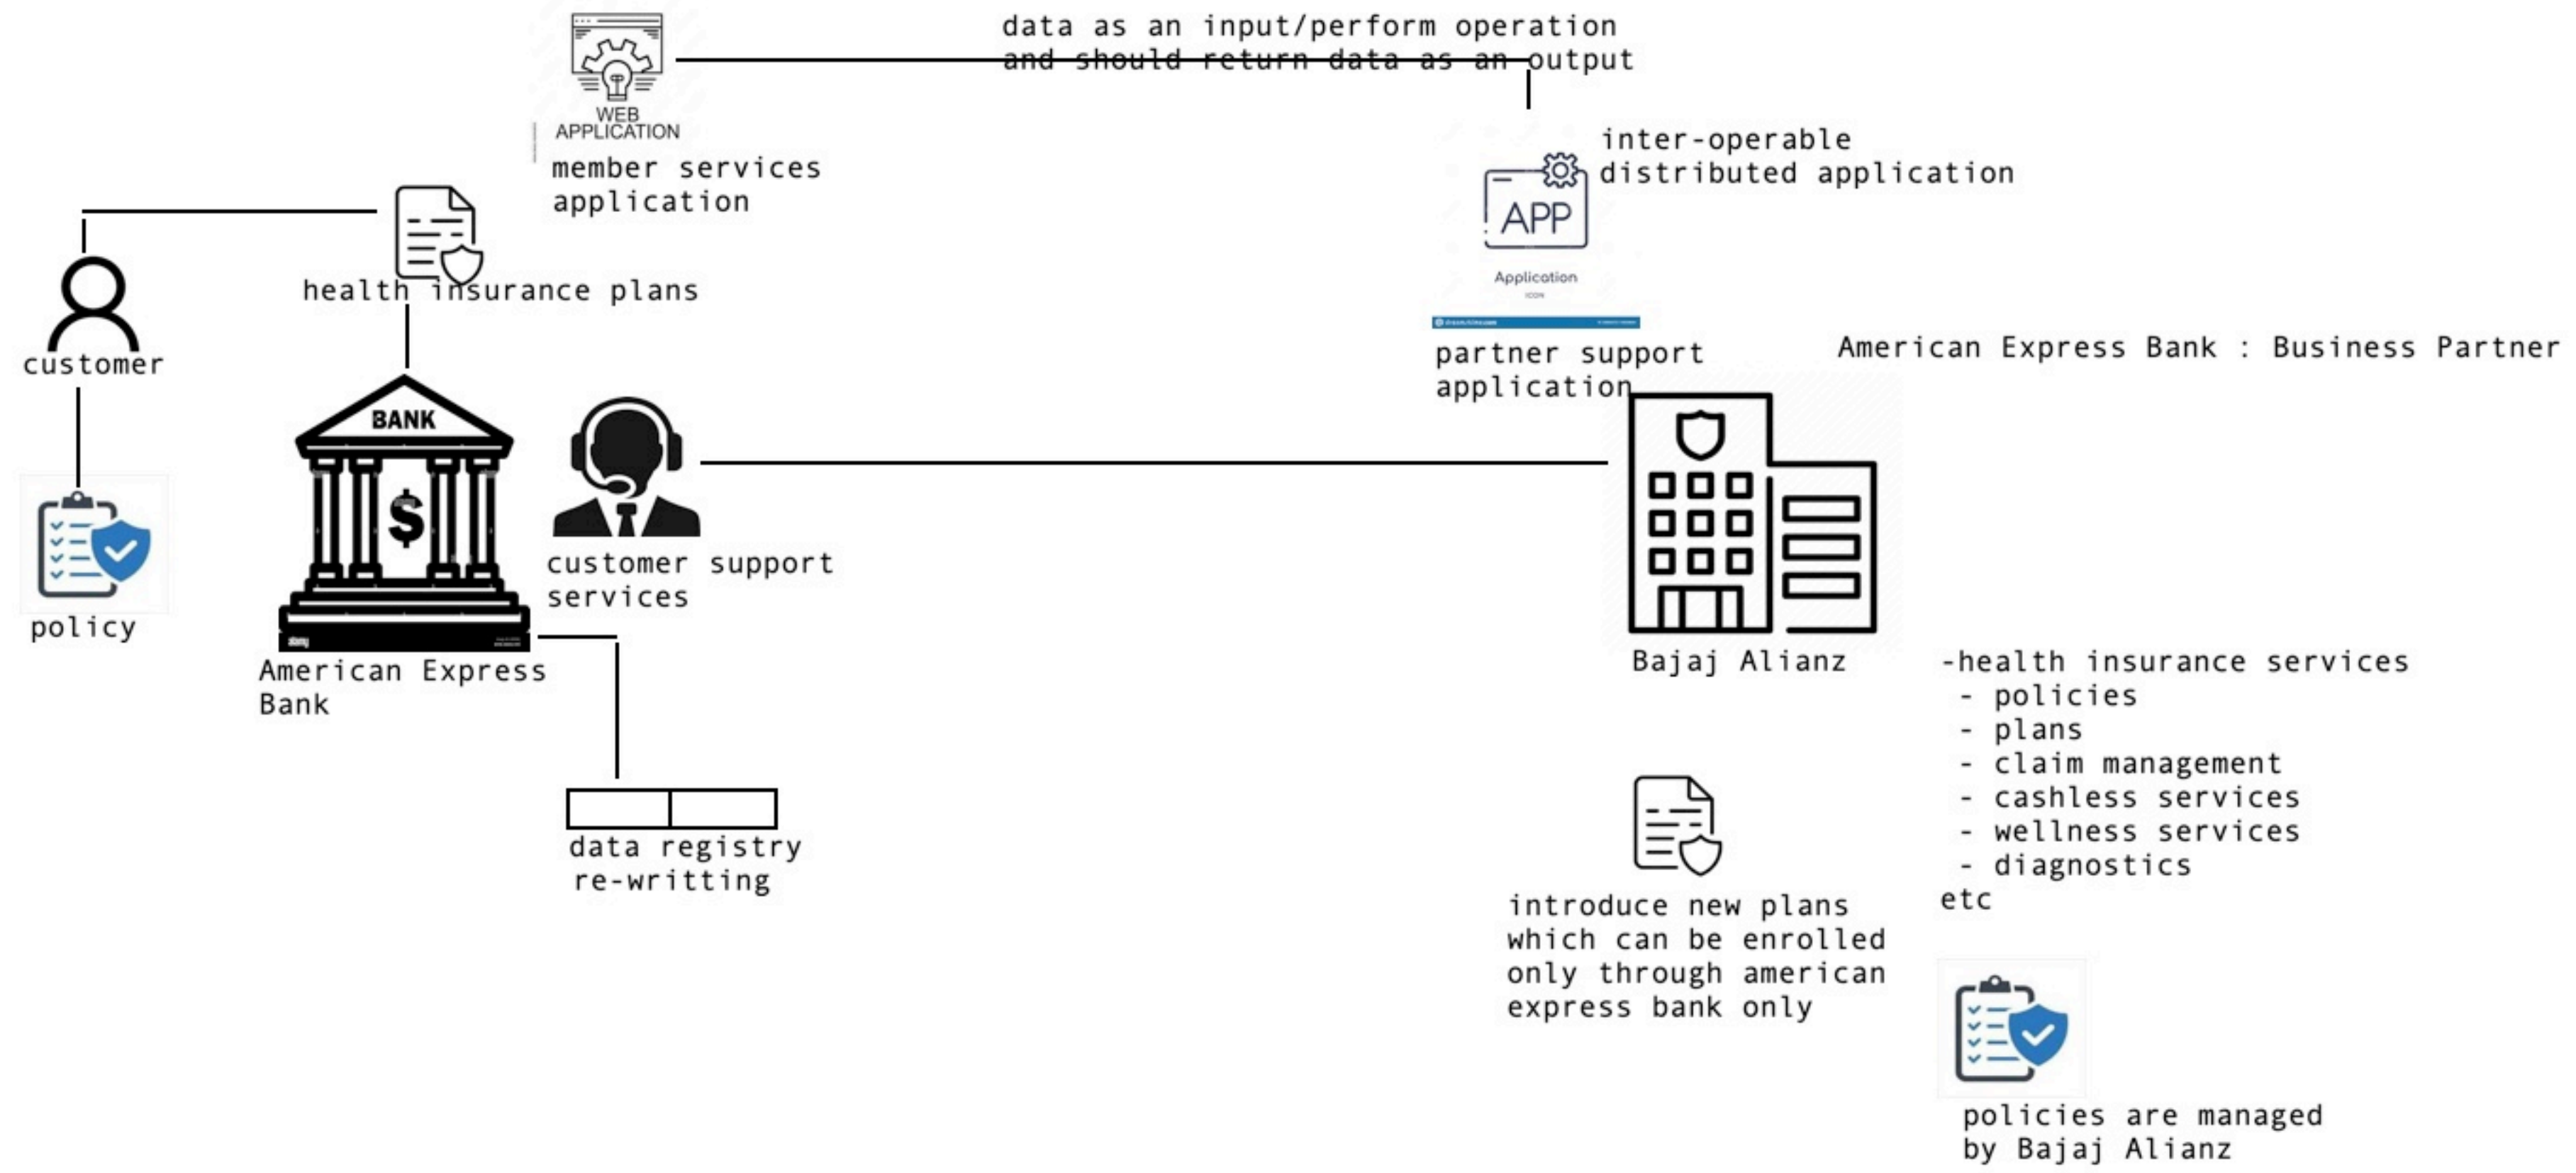 data as an input/perform operation
and should return data as an output
WEB
APPLICATION
member services
application
inter-operable
distributed application
APP
Application
ICON
health insurance plans
customer
partner support
application
American Express Bank : Business Partner
BANK
$
customer support
services
policy
American Express
Bank
Bajaj Alianz
-health insurance services
- policies
- plans
- claim management
- cashless services
- wellness services
- diagnostics
etc
data registry
re-writting
introduce new plans
which can be enrolled
only through american
express bank only
policies are managed
by Bajaj Alianz